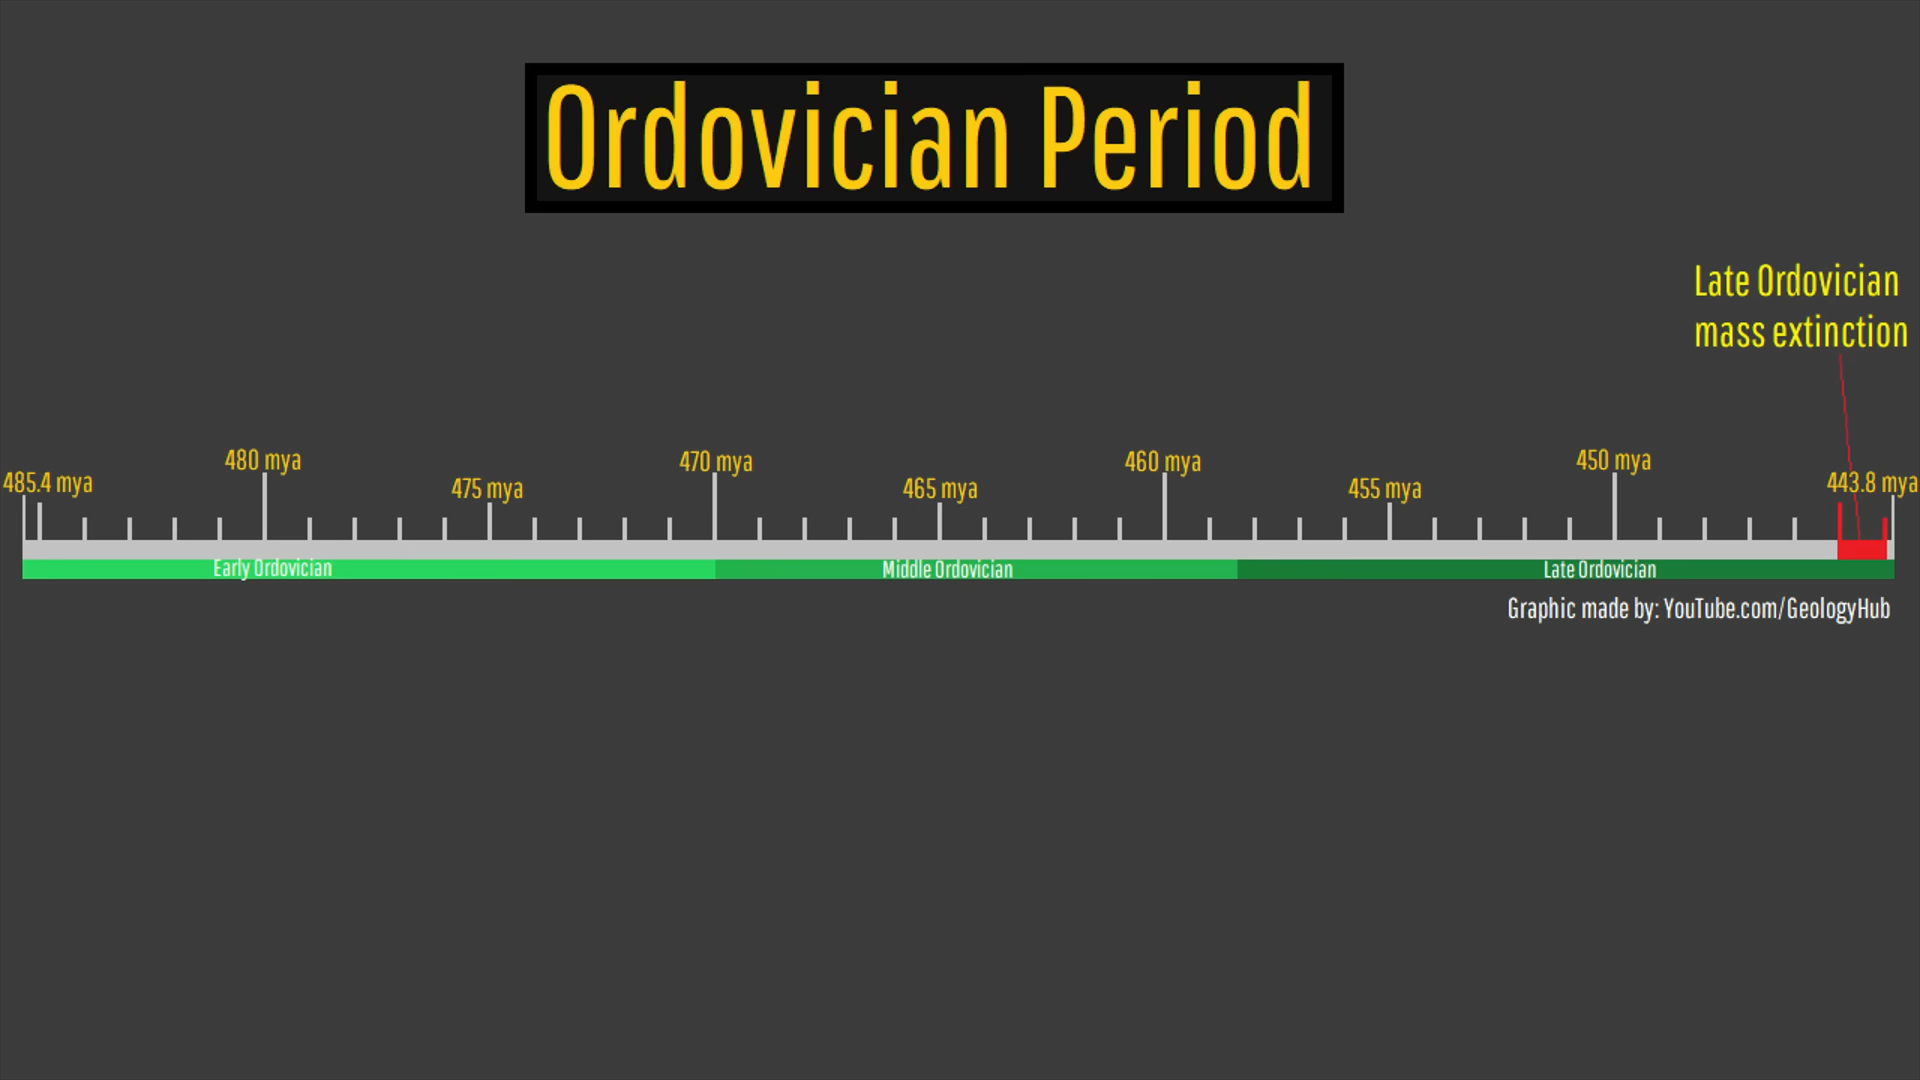 Ordovician Period
Late Ordovician
mass extinction
485.4 mya
480 mya
475 mya
470 mya
465 mya
460 mya
455 mya
450 mya
443.8 mya
Early Ordovician
Middle Ordovician
Late Ordovician
Graphic made by: YouTube.com/GeologyHub